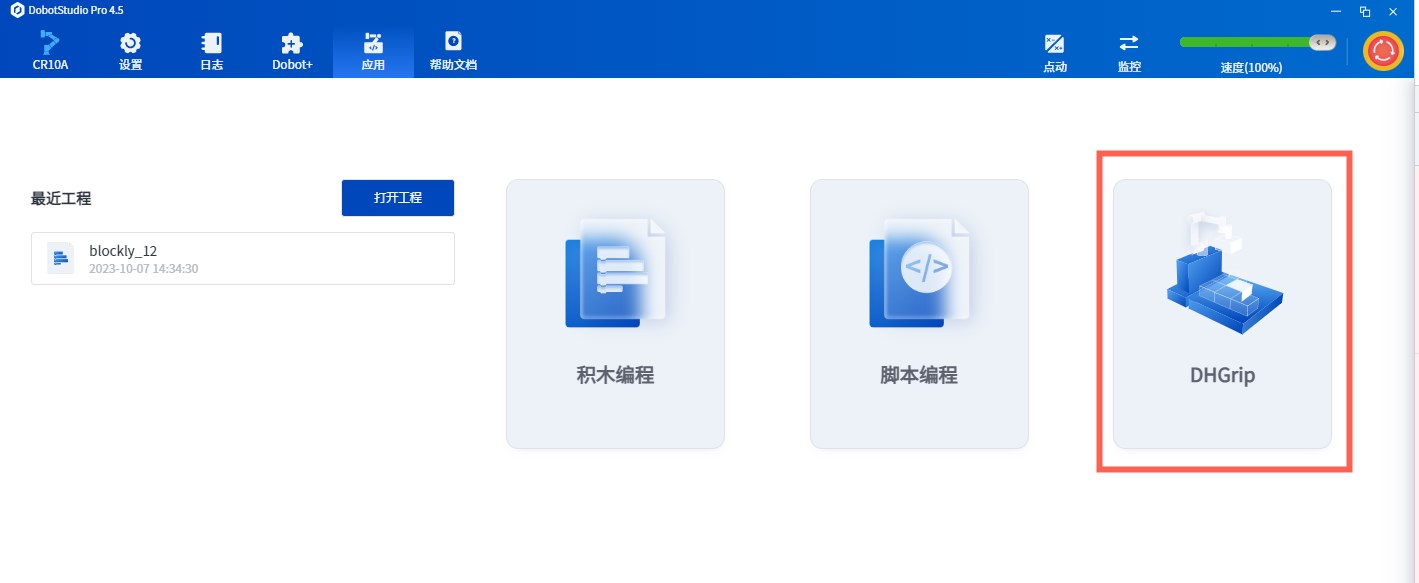 DobotStudio Pro 4.5
CR10A
设置
日志
Dobot+
应用
帮助文档
点动
监控
速度(100%)
最近工程
打开工程
blockly_12
2023-10-07 14:34:30
积木编程
</>
脚本编程
DHGrip